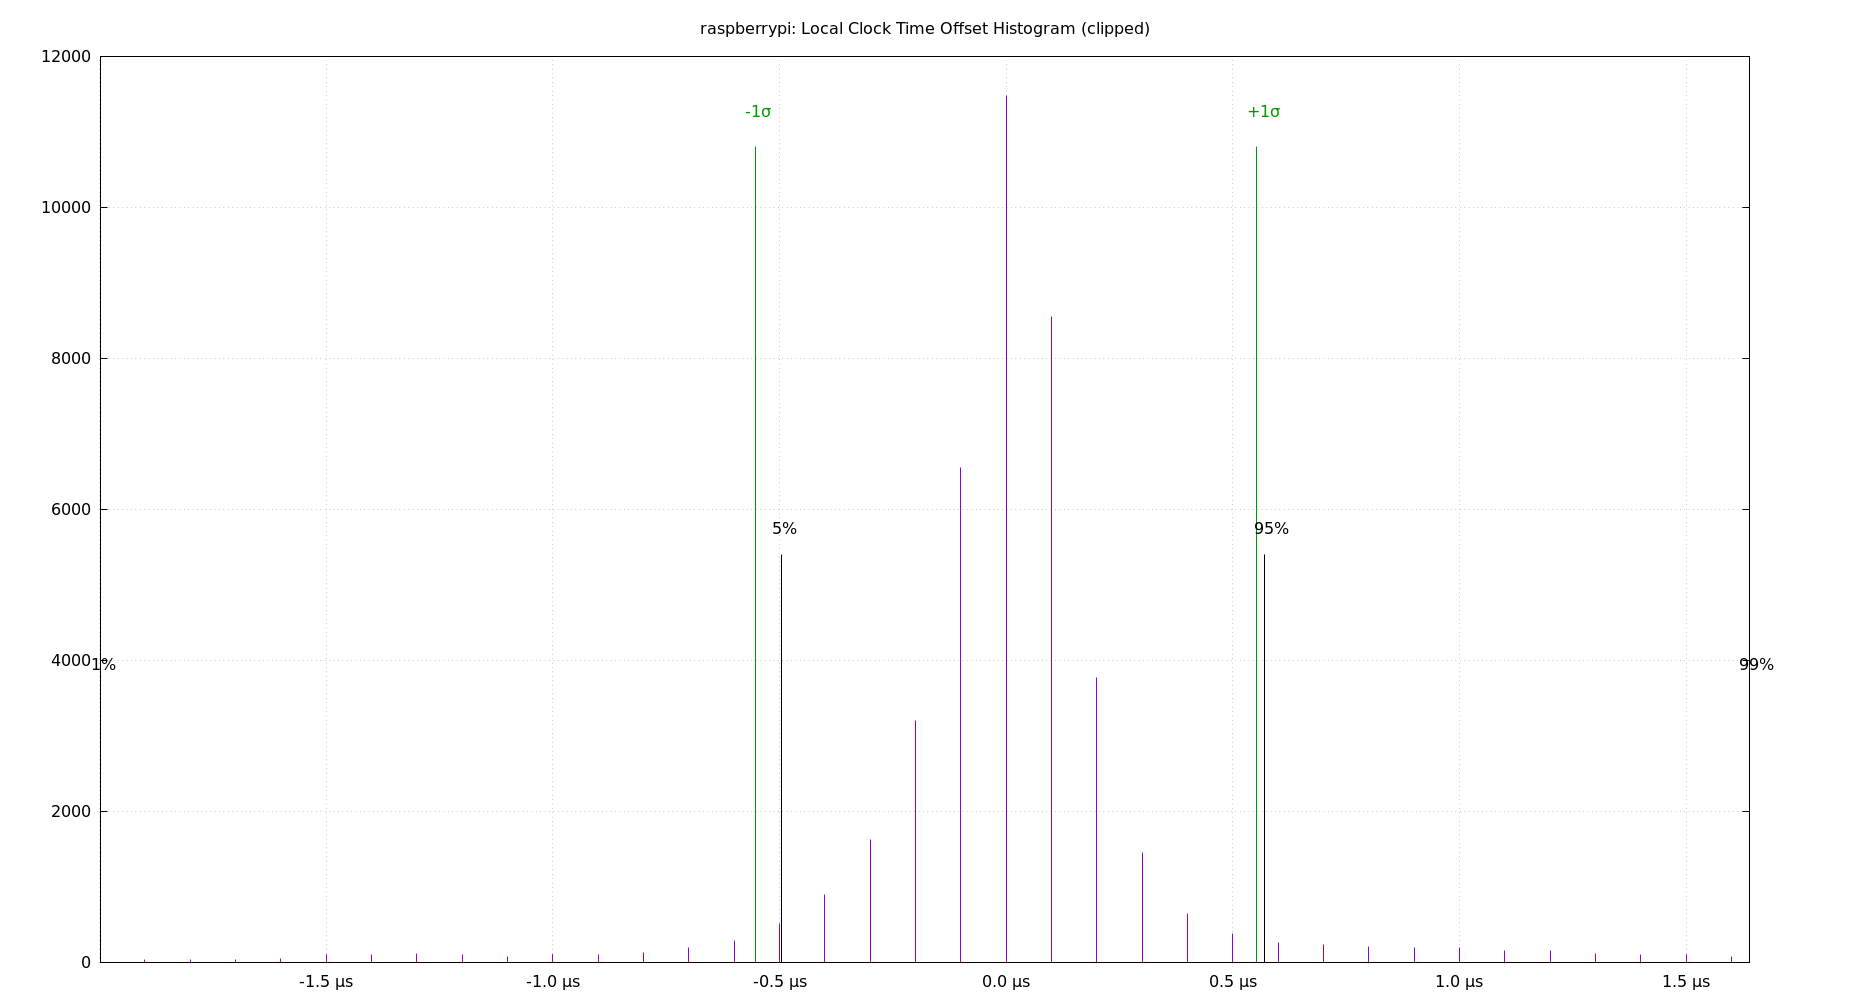 raspberrypi: Local Clock Time Offset Histogram (clipped)
12000
-1σ
+1σ
10000
8000
6000
5%
95%
4000
1%
99%
2000
0
-1.5 µs
-1.0 µs
-0.5 µs
0.0 µs
0.5 µs
1.0 µs
1.5 µs